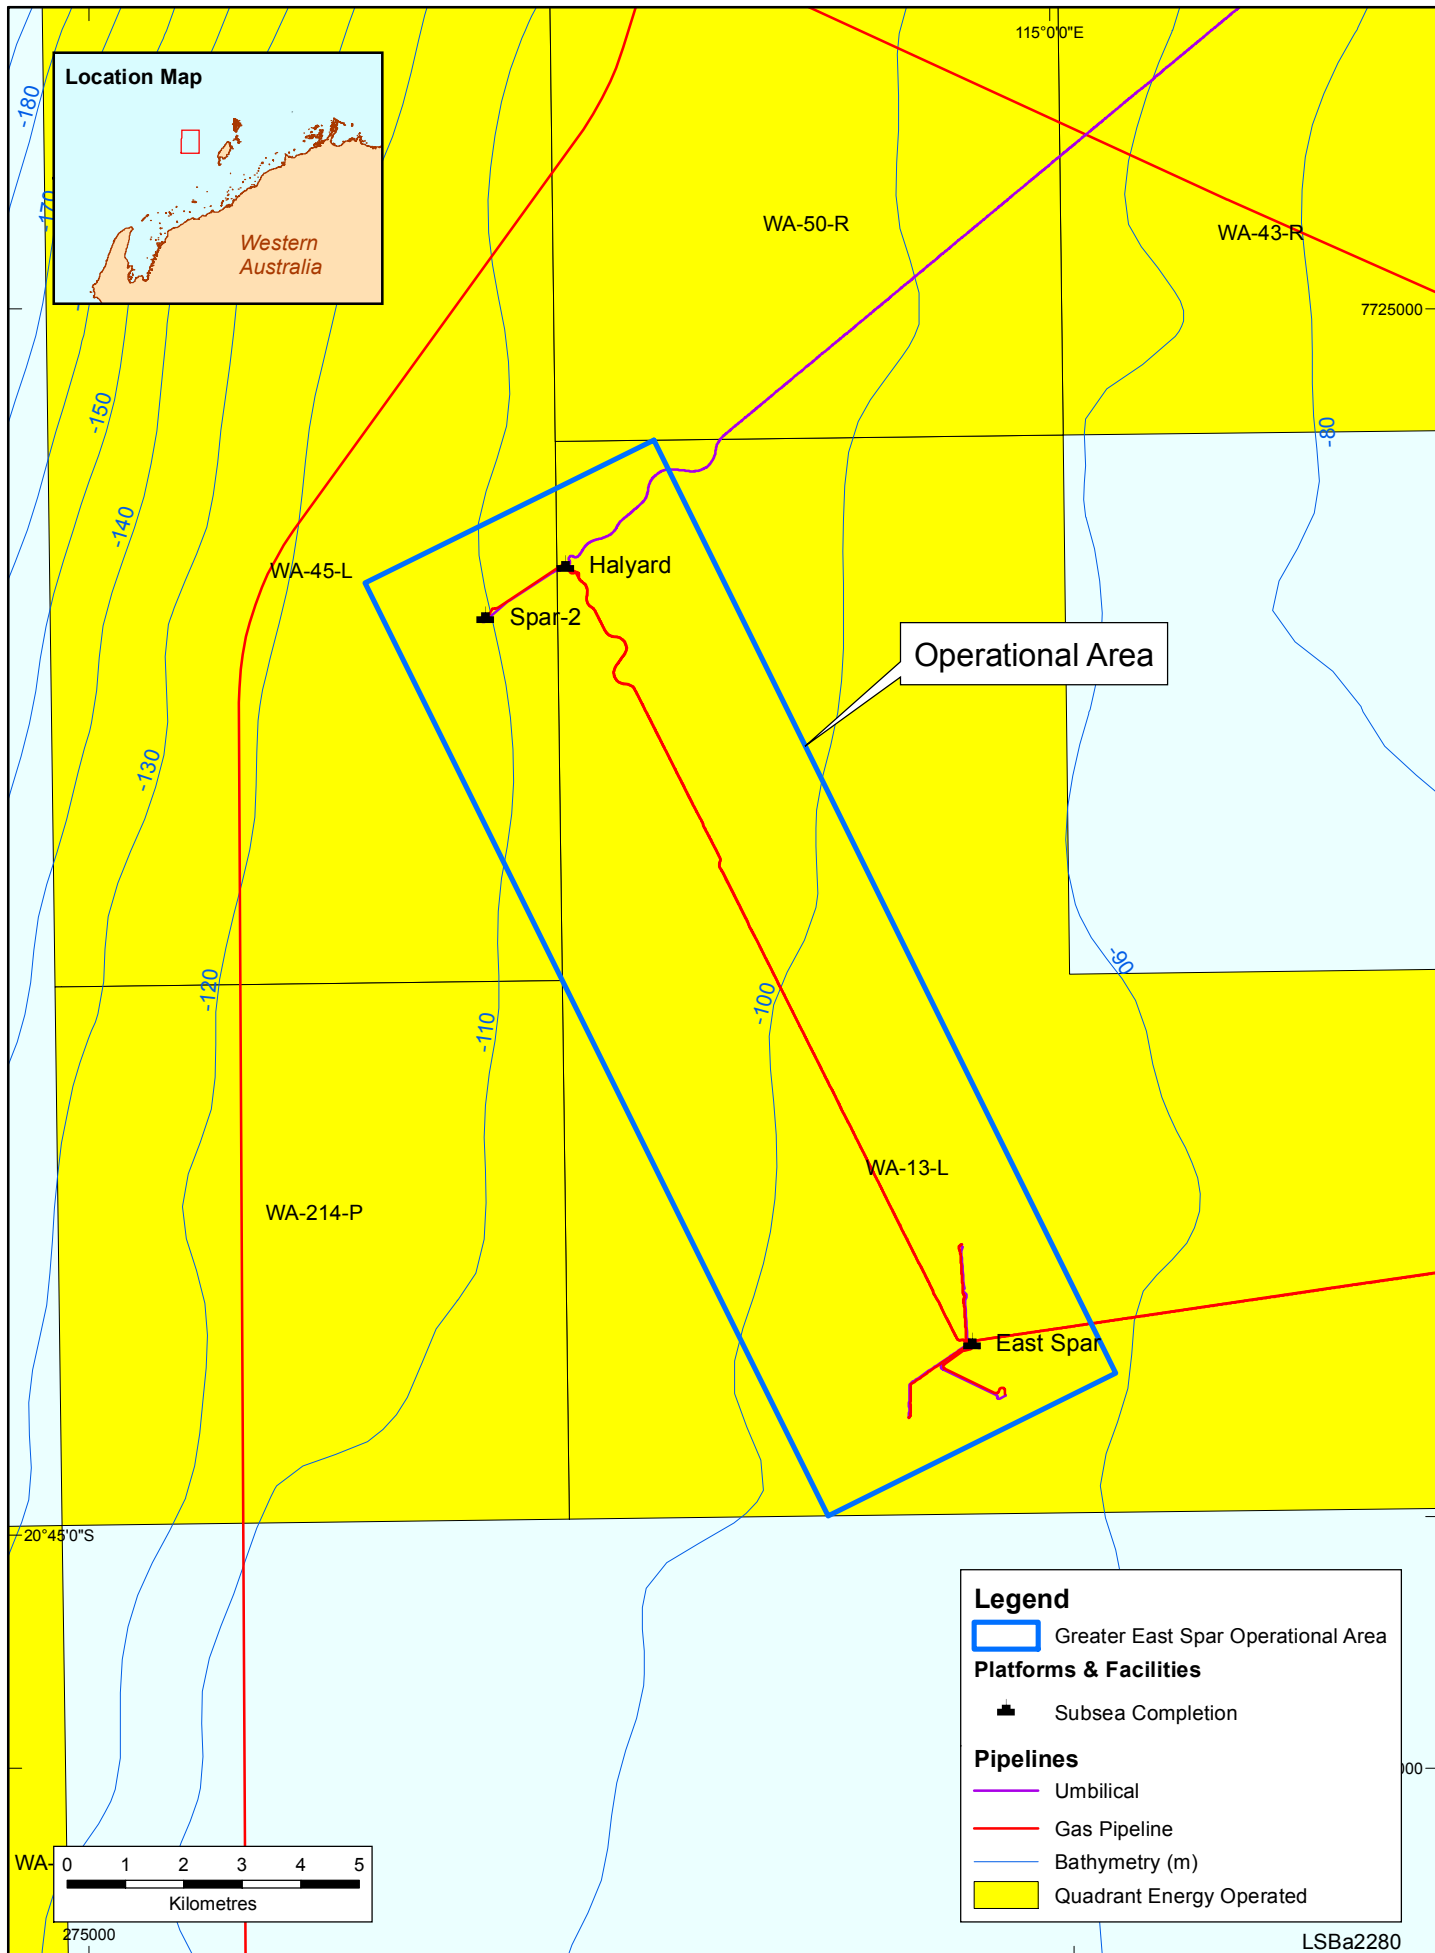 115°0'0"E
Location Map
Western
Australia
-180
-170
WA-50-R
WA-43-R
7725000
-150
-80
-140
WA-45-L
Halyard
Spar-2
Operational Area
-130
-90
-120
-100
-110
WA-13-L
WA-214-P
East Spar
20°45'0"S
Legend
Greater East Spar Operational Area
Platforms & Facilities
Subsea Completion
Pipelines
Umbilical
Gas Pipeline
Bathymetry (m)
Quadrant Energy Operated
WA-
0 1 2 3 4 5
Kilometres
275000
LSBa2280